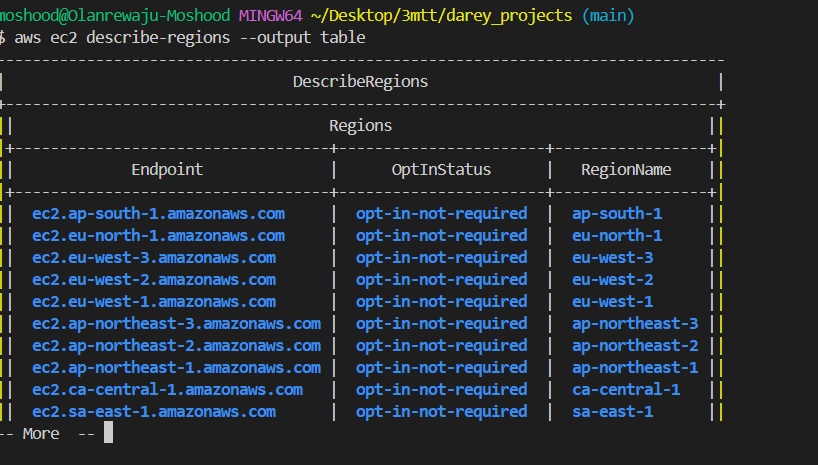 moshood@Olanrewaju-Moshood MINGW64 ~/Desktop/3mtt/darey_projects (main)
$ aws ec2 describe-regions --output table
DescribeRegions
Regions
Endpoint | OptInStatus | RegionName
ec2.ap-south-1.amazonaws.com | opt-in-not-required | ap-south-1
ec2.eu-north-1.amazonaws.com | opt-in-not-required | eu-north-1
ec2.eu-west-3.amazonaws.com | opt-in-not-required | eu-west-3
ec2.eu-west-2.amazonaws.com | opt-in-not-required | eu-west-2
ec2.eu-west-1.amazonaws.com | opt-in-not-required | eu-west-1
ec2.ap-northeast-3.amazonaws.com | opt-in-not-required | ap-northeast-3
ec2.ap-northeast-2.amazonaws.com | opt-in-not-required | ap-northeast-2
ec2.ap-northeast-1.amazonaws.com | opt-in-not-required | ap-northeast-1
ec2.ca-central-1.amazonaws.com | opt-in-not-required | ca-central-1
ec2.sa-east-1.amazonaws.com | opt-in-not-required | sa-east-1
-- More  --